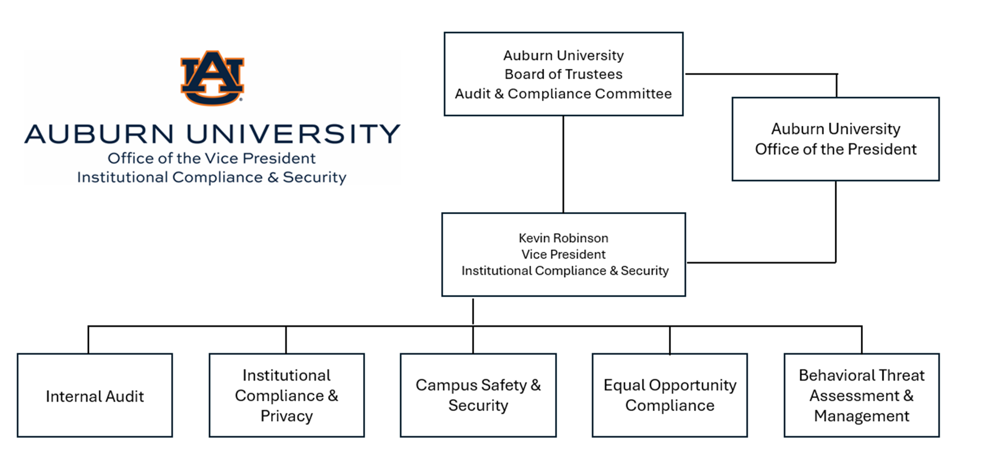 AU
®
AUBURN UNIVERSITY
Office of the Vice President
Institutional Compliance & Security
Auburn University
Board of Trustees
Audit & Compliance Committee
Auburn University
Office of the President
Kevin Robinson
Vice President
Institutional Compliance & Security
Internal Audit
Institutional
Compliance &
Privacy
Campus Safety &
Security
Equal Opportunity
Compliance
Behavioral Threat
Assessment &
Management